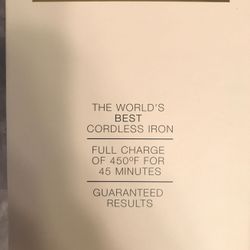 THE WORLD'S
BEST
CORDLESS IRON
FULL CHARGE
OF 450ºF FOR
45 MINUTES
GUARANTEED
RESULTS